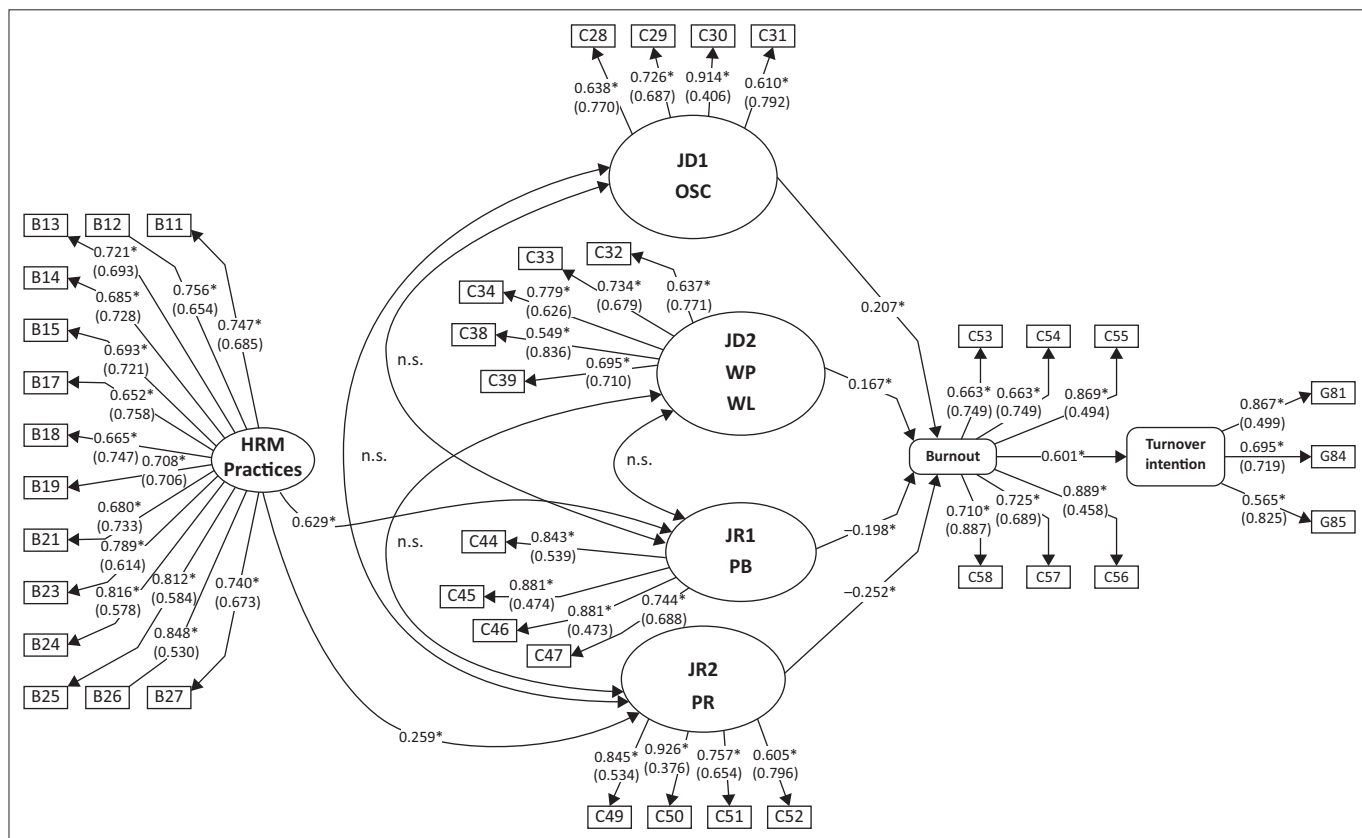 C28
C29
C30
C31
0.638*
(0.770)
0.726*
(0.687)
0.914*
(0.406)
0.610*
(0.792)
JD1
OSC
B13
B12
B11
B14
B15
B17
B18
B19
B21
B23
B24
B25
B26
B27
0.721*
(0.693)
0.756*
(0.654)
0.747*
(0.685)
0.685*
(0.728)
0.693*
(0.721)
0.652*
(0.758)
0.665*
(0.747)
0.708*
(0.706)
0.680*
(0.733)
0.789*
(0.614)
0.816*
(0.578)
0.812*
(0.584)
0.848*
(0.530)
0.740*
(0.673)
HRM
Practices
0.629*
0.259*
n.s.
n.s.
n.s.
n.s.
C32
C33
C34
C38
C39
0.637*
(0.771)
0.734*
(0.679)
0.779*
(0.626)
0.549*
(0.836)
0.695*
(0.710)
JD2
WP
WL
C44
C45
C46
C47
0.843*
(0.539)
0.881*
(0.474)
0.881*
(0.473)
0.744*
(0.688)
JR1
PB
JR2
PR
0.845*
(0.534)
0.926*
(0.376)
0.757*
(0.654)
0.605*
(0.796)
C49
C50
C51
C52
0.207*
0.167*
–0.198*
–0.252*
C53
C54
C55
0.663*
(0.749)
0.663*
(0.749)
0.869*
(0.494)
Burnout
0.710*
(0.887)
0.725*
(0.689)
0.889*
(0.458)
C58
C57
C56
0.601*
Turnover
intention
0.867*
(0.499)
0.695*
(0.719)
0.565*
(0.825)
G81
G84
G85